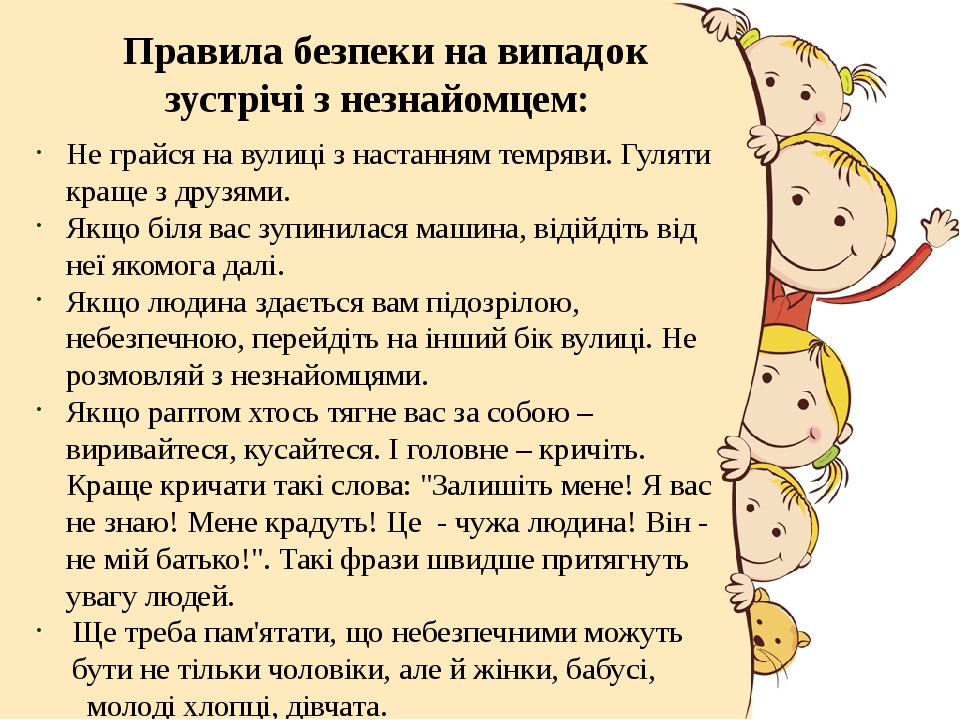 Правила безпеки на випадок
зустрічі з незнайомцем:
· Не грайся на вулиці з настанням темряви. Гуляти
краще з друзями.
· Якщо біля вас зупинилася машина, відійдіть від
неї якомога далі.
· Якщо людина здається вам підозрілою,
небезпечною, перейдіть на інший бік вулиці. Не
розмовляй з незнайомцями.
· Якщо раптом хтось тягне вас за собою –
виривайтеся, кусайтеся. І головне – кричіть.
Краще кричати такі слова: "Залишіть мене! Я вас
не знаю! Мене крадуть! Це  - чужа людина! Він -
не мій батько!". Такі фрази швидше притягнуть
увагу людей.
· Ще треба пам'ятати, що небезпечними можуть
бути не тільки чоловіки, але й жінки, бабусі,
молоді хлопці, дівчата.